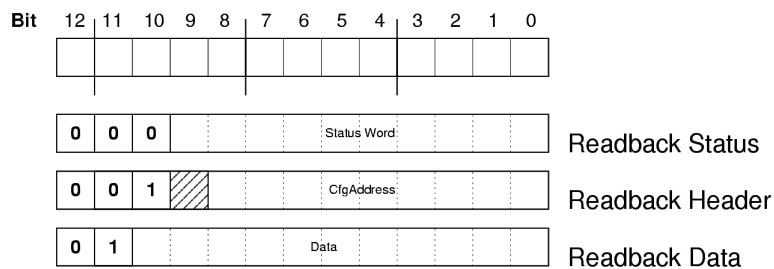 Bit 12 11 10 9 8 7 6 5 4 3 2 1 0
0 0 0 Status Word Readback Status
0 0 1 CfgAddress Readback Header
0 1 Data Readback Data